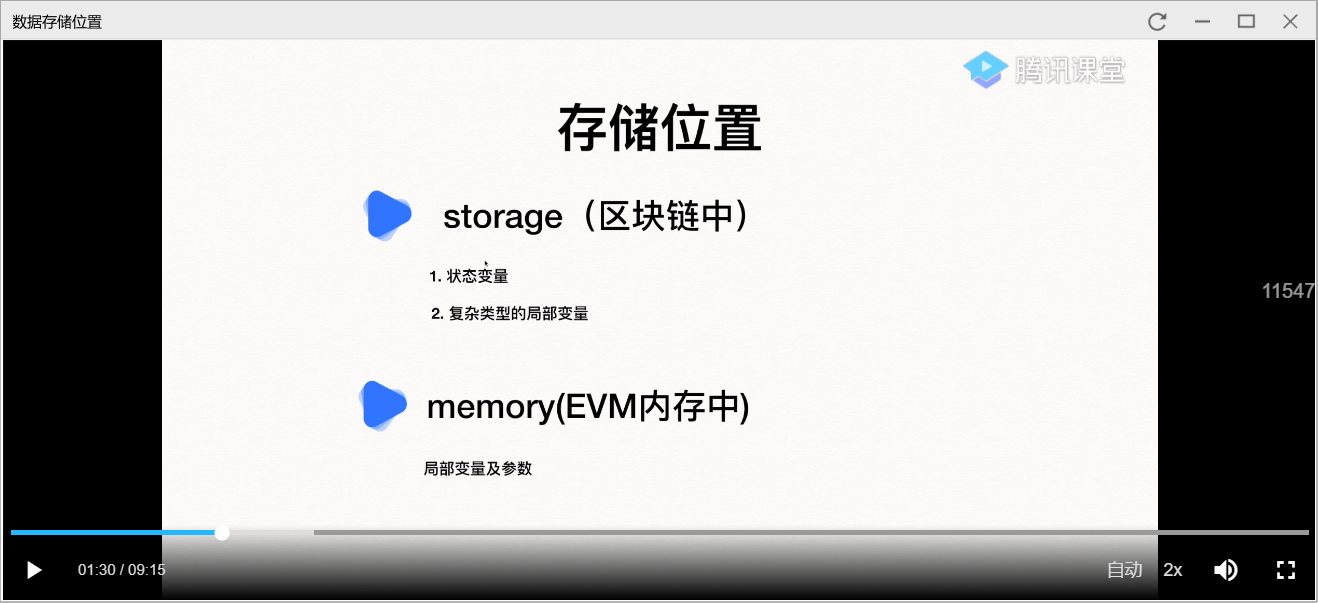 数据存储位置
腾讯课堂
存储位置
storage（区块链中）
1. 状态变量
2. 复杂类型的局部变量
11547
memory(EVM内存中)
局部变量及参数
01:30 / 09:15
自动
2x